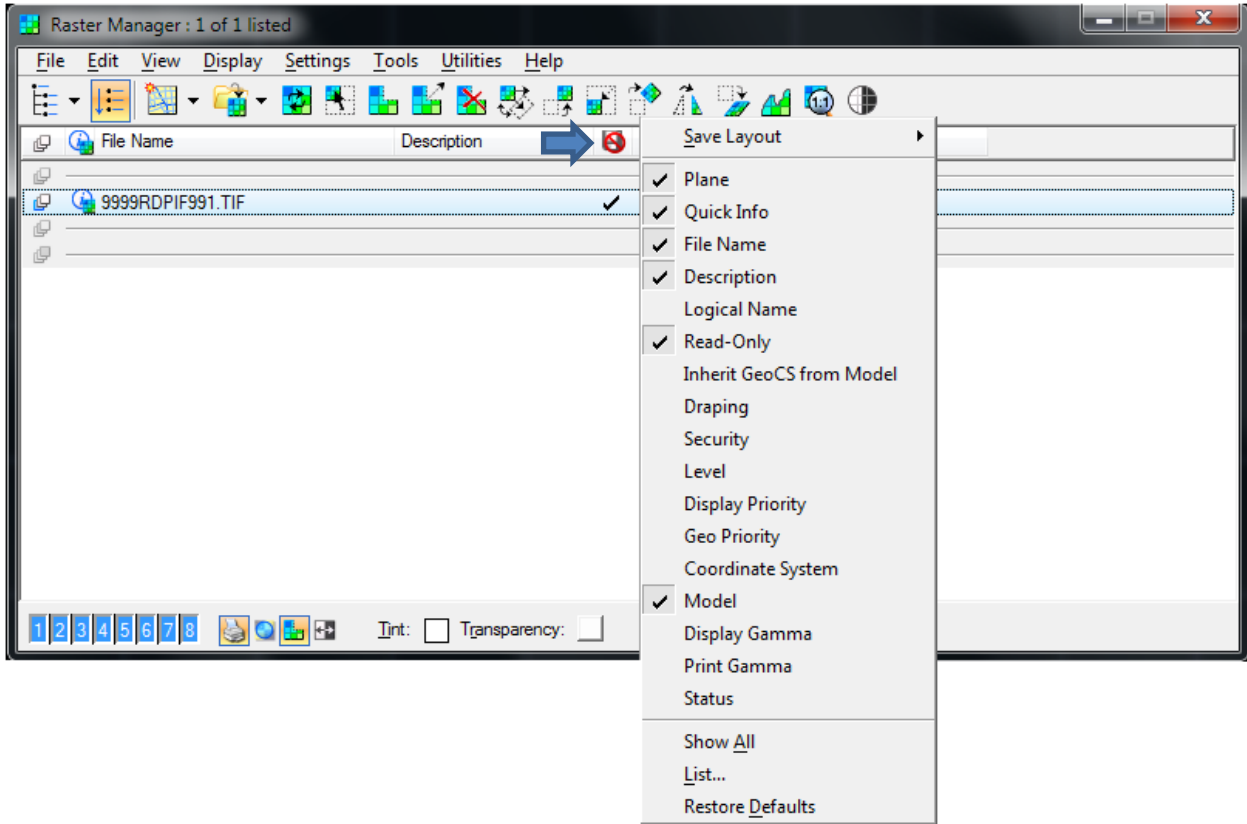 Raster Manager : 1 of 1 listed
File Edit View Display Settings Tools Utilities Help
1:1
File Name Description
9999RDPIF991.TIF
Save Layout
Plane
Quick Info
File Name
Description
Logical Name
Read-Only
Inherit GeoCS from Model
Draping
Security
Level
Display Priority
Geo Priority
Coordinate System
Model
Display Gamma
Print Gamma
Status
Show All
List...
Restore Defaults
1 2 3 4 5 6 7 8 Tint: Transparency: